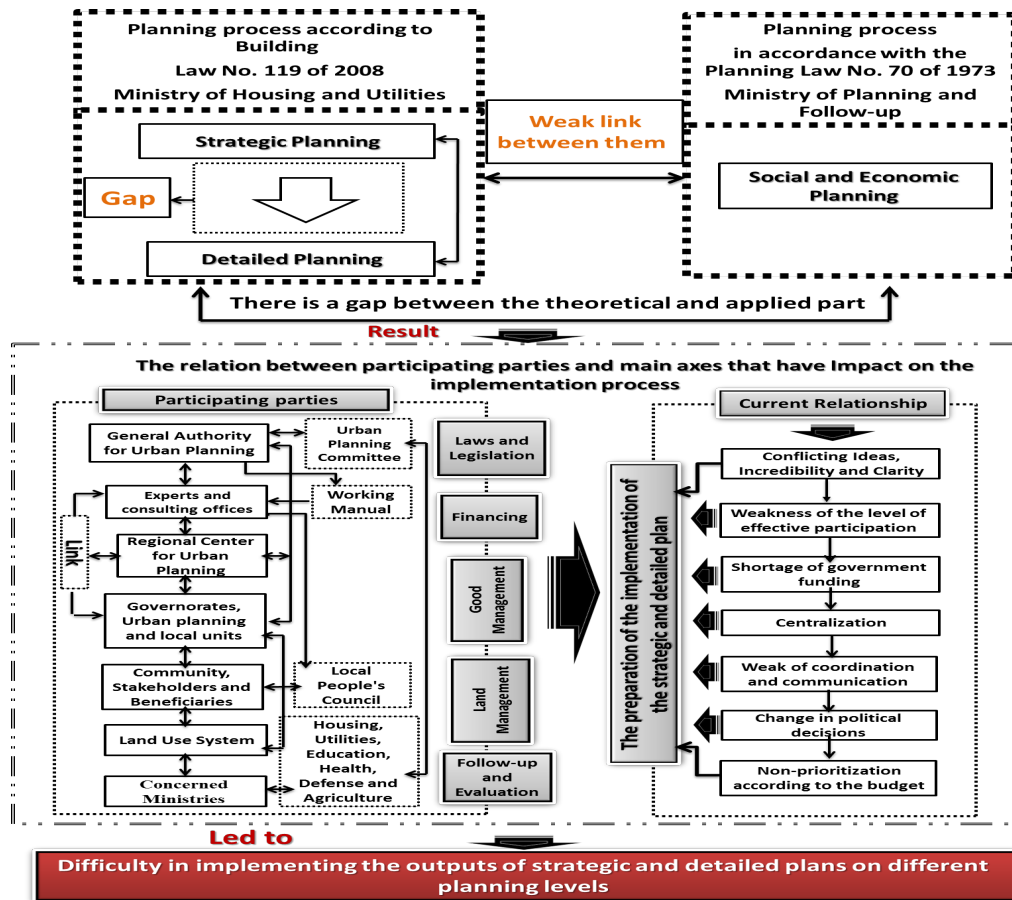 Planning process according to
Building
Law No. 119 of 2008
Ministry of Housing and Utilities
Strategic Planning
Gap
Detailed Planning
Weak link
between them
Planning process
in accordance with the
Planning Law No. 70 of 1973
Ministry of Planning and
Follow-up
Social and Economic
Planning
There is a gap between the theoretical and applied part
Result
The relation between participating parties and main axes that have Impact on the
implementation process
Participating parties
General Authority
for Urban Planning
Urban
Planning
Committee
Experts and
consulting offices
Working
Manual
Link
Regional Center
for Urban
Planning
Governorates,
Urban planning
and local units
Community,
Stakeholders and
Beneficiaries
Local
People's
Council
Land Use System
Housing,
Utilities,
Education,
Health,
Defense and
Agriculture
Concerned
Ministries
Laws and
Legislation
Financing
Good
Management
Land
Management
Follow-up
and
Evaluation
The preparation of the implementation of
the strategic and detailed plan
Current Relationship
Conflicting Ideas,
Incredibility and Clarity
Weakness of the level of
effective participation
Shortage of government
funding
Centralization
Weak of coordination
and communication
Change in political
decisions
Non-prioritization
according to the budget
Led to
Difficulty in implementing the outputs of strategic and detailed plans on different
planning levels